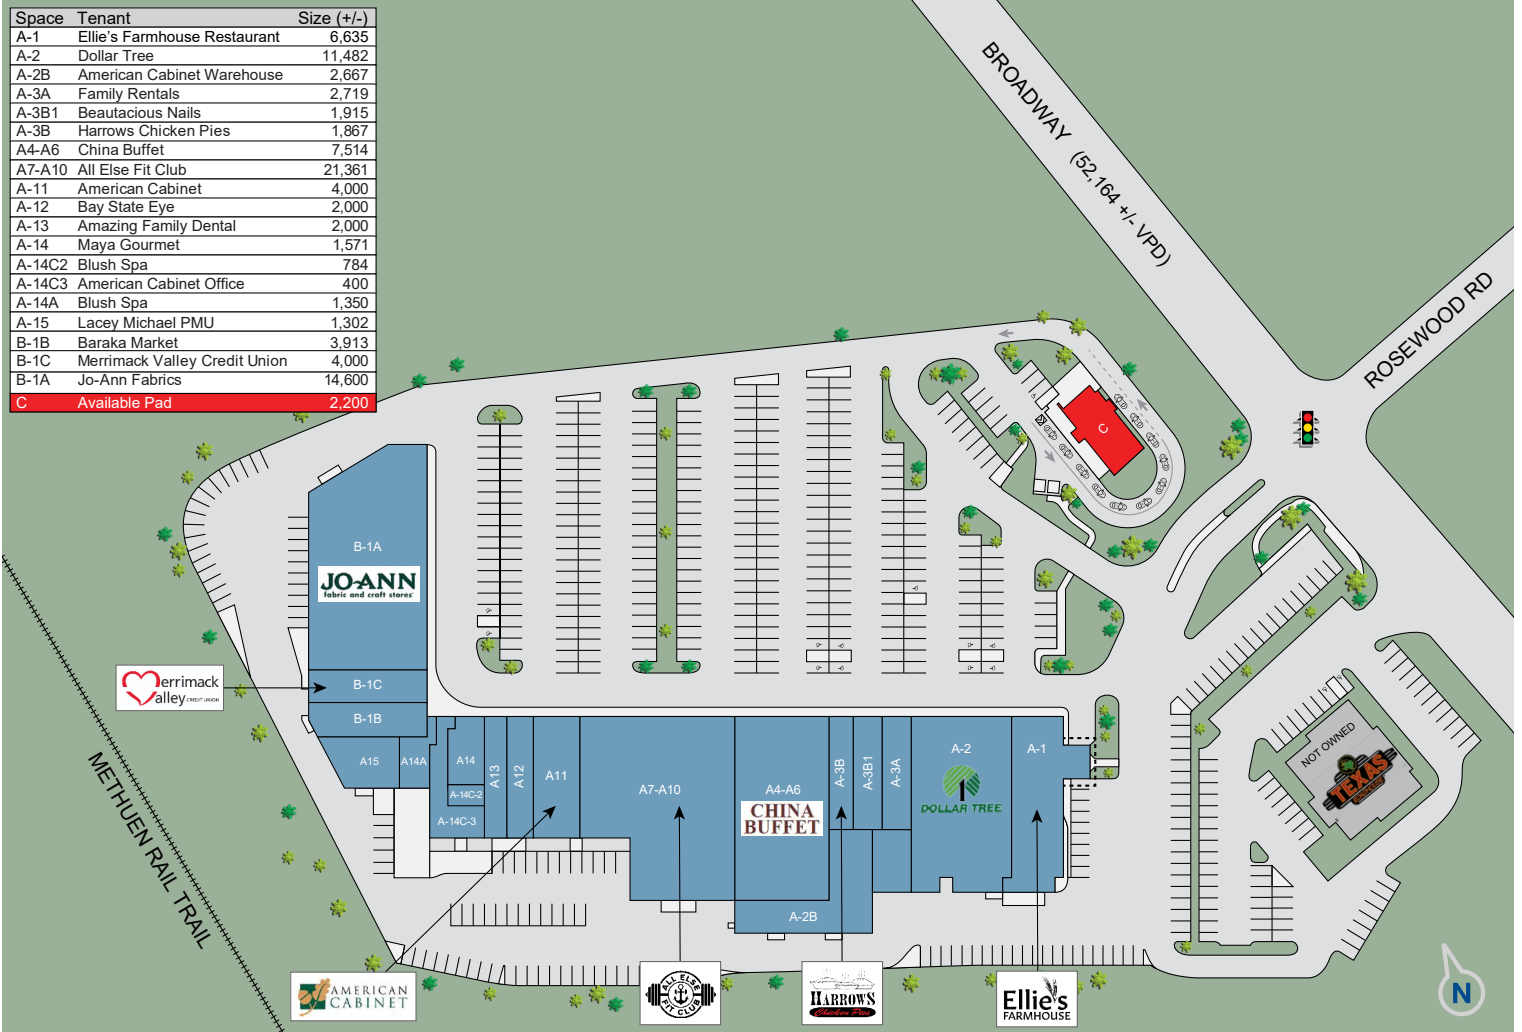 Space Tenant Size (+/-)
A-1 Ellie's Farmhouse Restaurant 6,635
A-2 Dollar Tree 11,482
A-2B American Cabinet Warehouse 2,667
A-3A Family Rentals 2,719
A-3B1 Beautacious Nails 1,915
A-3B Harrows Chicken Pies 1,867
A4-A6 China Buffet 7,514
A7-A10 All Else Fit Club 21,361
A-11 American Cabinet 4,000
A-12 Bay State Eye 2,000
A-13 Amazing Family Dental 2,000
A-14 Maya Gourmet 1,571
A-14C2 Blush Spa 784
A-14C3 American Cabinet Office 400
A-14A Blush Spa 1,350
A-15 Lacey Michael PMU 1,302
B-1B Baraka Market 3,913
B-1C Merrimack Valley Credit Union 4,000
B-1A Jo-Ann Fabrics 14,600
C Available Pad 2,200
BROADWAY (52,164 +/- VPD)
ROSEWOOD RD
C
B-1A
JO-ANN
fabric and craft stores
Merrimack
Valley CREDIT UNION
B-1C
B-1B
A15
A14A
A14
A-14C-2
A-14C-3
A13
A12
A11
A7-A10
A4-A6
CHINA
BUFFET
A-3B
A-3B1
A-3A
A-2
DOLLAR TREE
A-1
A-2B
NOT OWNED
TEXAS
METHUEN RAIL TRAIL
AMERICAN
CABINET
ALL ELSE
FIT CLUB
HARROWS
Chicken Pies
Ellie's
FARMHOUSE
N